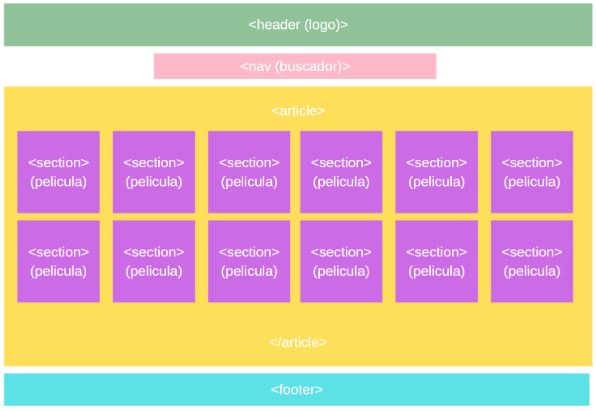 <header (logo)>
<nav (buscador)>
<article>
<section> <section> <section> <section> <section> <section>
(pelicula) (pelicula) (pelicula) (pelicula) (pelicula) (pelicula)
<section> <section> <section> <section> <section> <section>
(pelicula) (pelicula) (pelicula) (pelicula) (pelicula) (pelicula)
</article>
<footer>